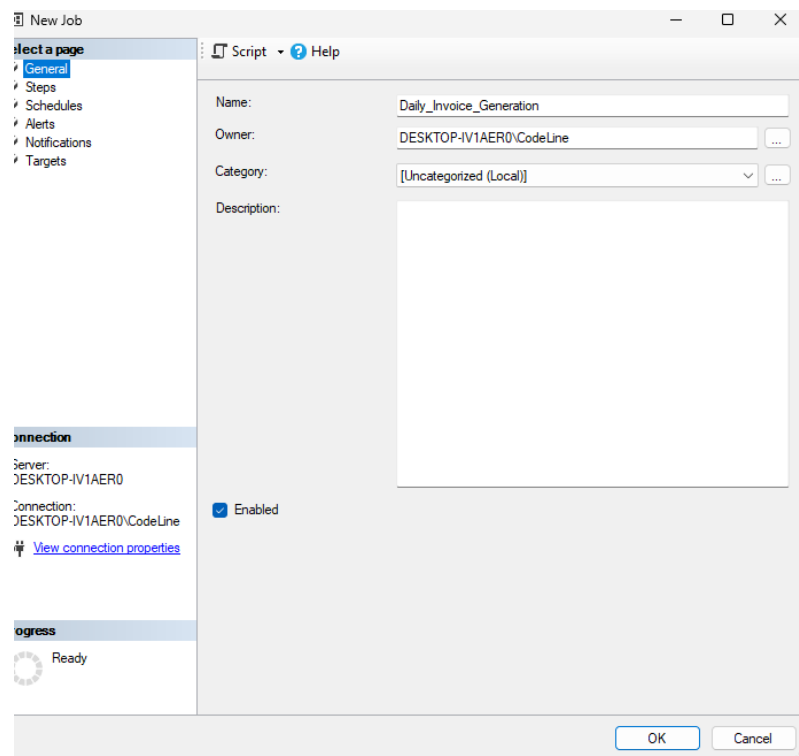 New Job
elect a page
General
Steps
Schedules
Alerts
Notifications
Targets
Script Help
Name: Daily_Invoice_Generation
Owner: DESKTOP-IV1AER0\CodeLine ...
Category: [Uncategorized (Local)] ...
Description:
Enabled
onnection
Server:
DESKTOP-IV1AER0
Connection:
DESKTOP-IV1AER0\CodeLine
View connection properties
ogress
Ready
OK Cancel